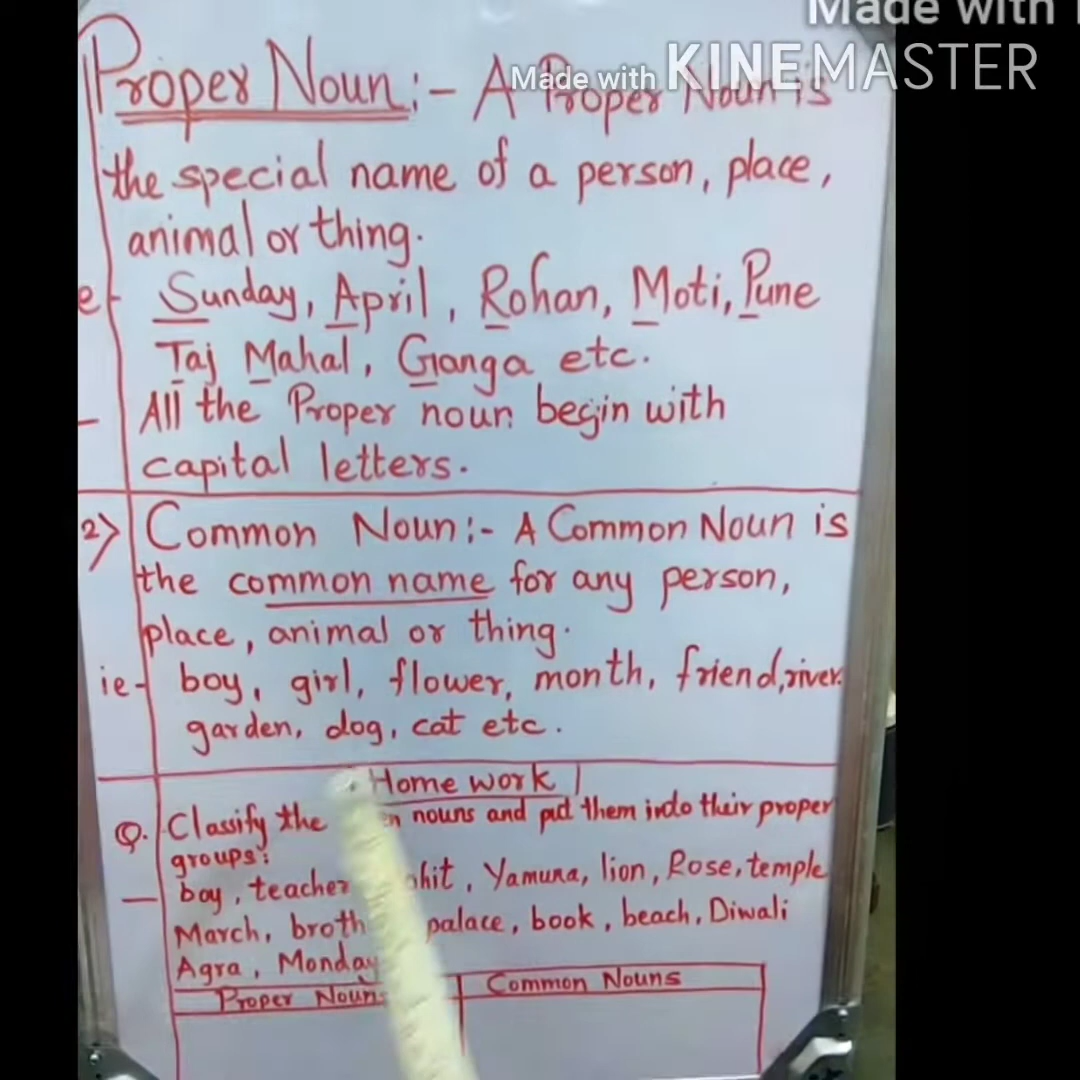 Made with
Made with KINEMASTER
Proper Noun:- A Proper Noun is
the special name of a person, place,
animal or thing.
Sunday, April, Rohan, Moti, Pune
Taj Mahal, Ganga etc.
- All the Proper noun begin with
capital letters.
2) Common Noun:- A Common Noun is
the common name for any person,
place, animal or thing.
ie- boy, girl, flower, month, friend, river.
garden, dog, cat etc.
Home work
Q. Classify the nouns and put them into their proper
groups:
- boy, teacher Yamuna, lion, Rose, temple
March, palace, book, beach, Diwali
Agra, Monday
Proper Nouns Common Nouns